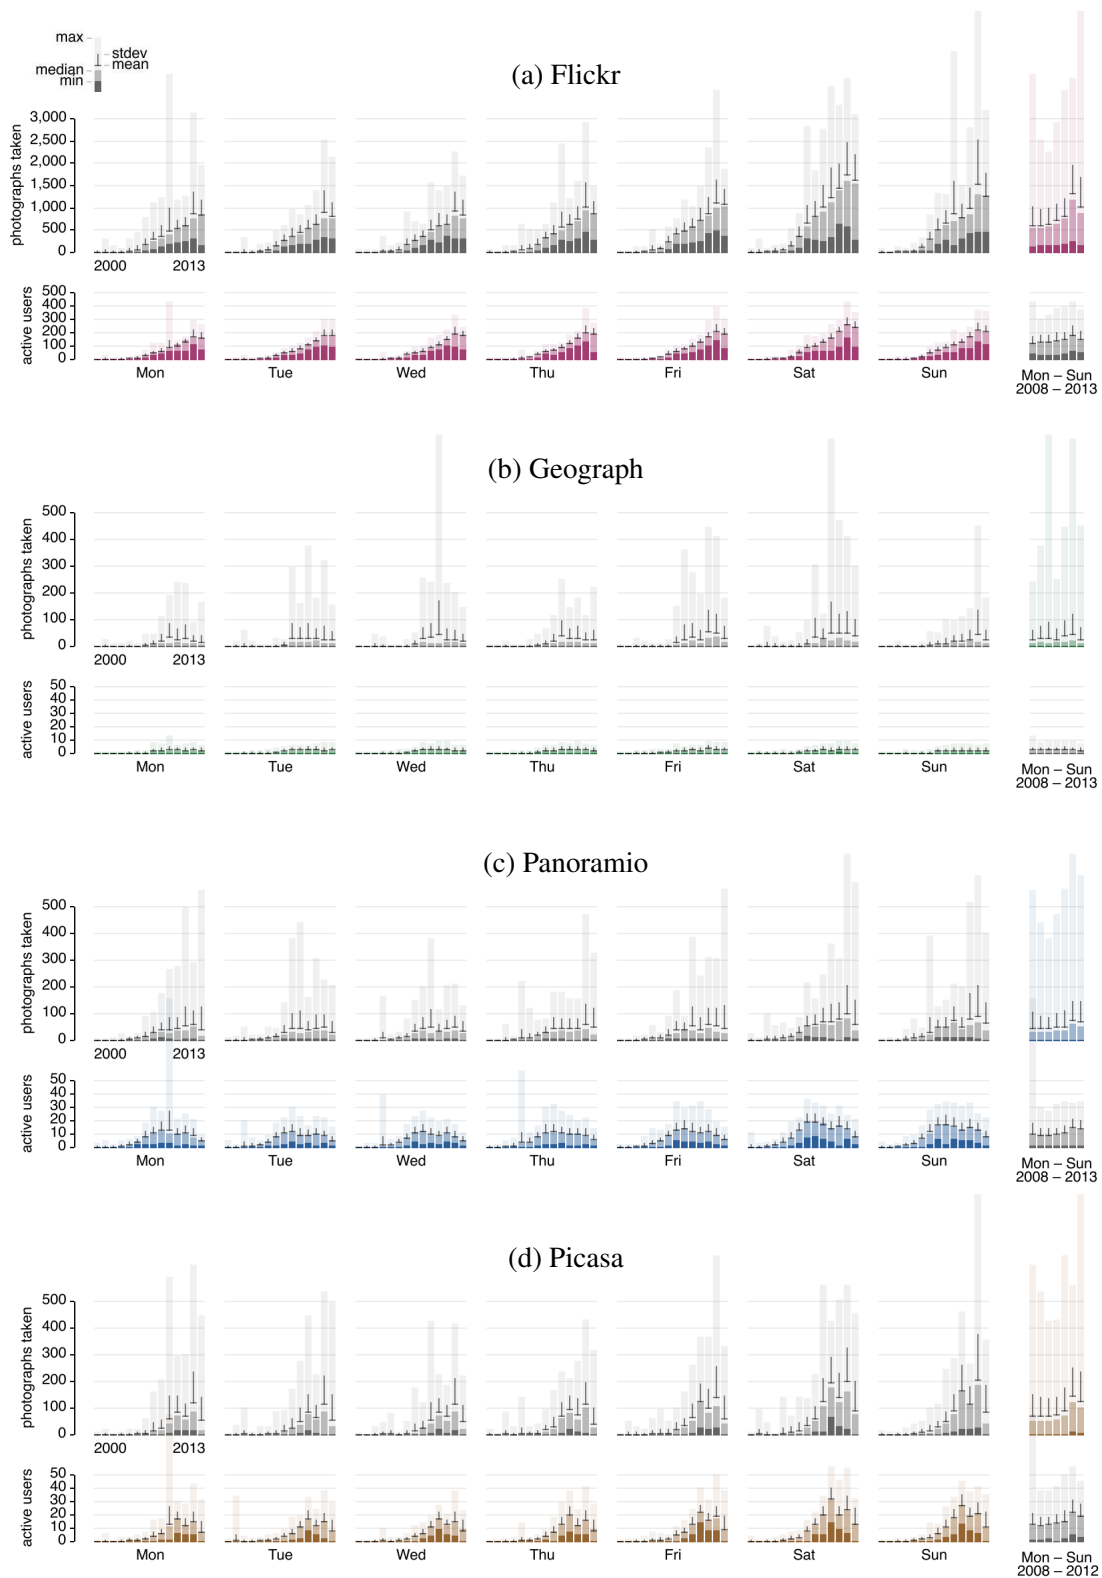 max
stdev
mean
median
min
(a) Flickr
photographs taken
3,000
2,500
2,000
1,500
1,000
500
0
2000 2013
active users
500
400
300
200
100
0
Mon Tue Wed Thu Fri Sat Sun Mon – Sun
2008 – 2013
(b) Geograph
photographs taken
500
400
300
200
100
0
2000 2013
active users
50
40
30
20
10
0
Mon Tue Wed Thu Fri Sat Sun Mon – Sun
2008 – 2013
(c) Panoramio
photographs taken
500
400
300
200
100
0
2000 2013
active users
50
40
30
20
10
0
Mon Tue Wed Thu Fri Sat Sun Mon – Sun
2008 – 2013
(d) Picasa
photographs taken
500
400
300
200
100
0
2000 2013
active users
50
40
30
20
10
0
Mon Tue Wed Thu Fri Sat Sun Mon – Sun
2008 – 2012